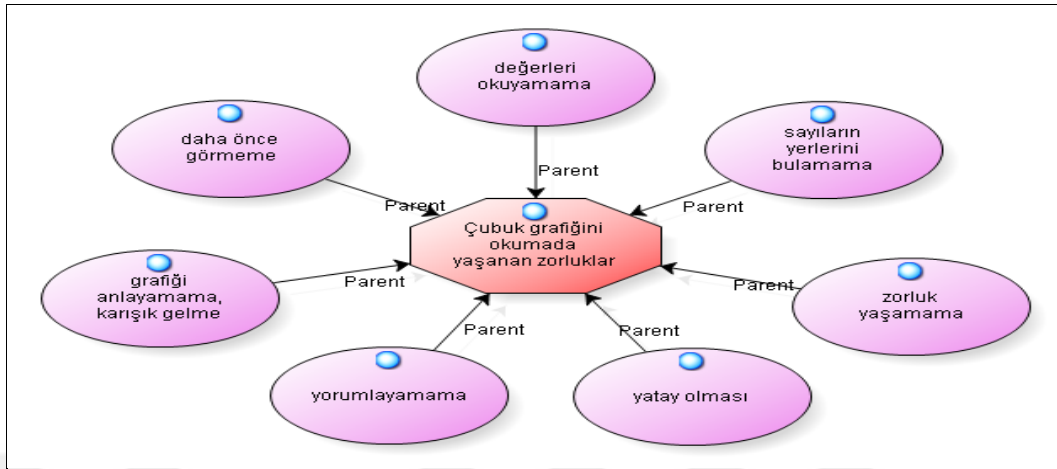 değerleri
okuyamama
daha önce
görmeme
sayıların
yerlerini
bulamama
Parent
Parent
Parent
Çubuk grafiğini
okumada
yaşanan zorluklar
grafiği
anlayamama,
karışık gelme
Parent
Parent
zorluk
yaşamama
Parent
Parent
yorumlayamama
yatay olması